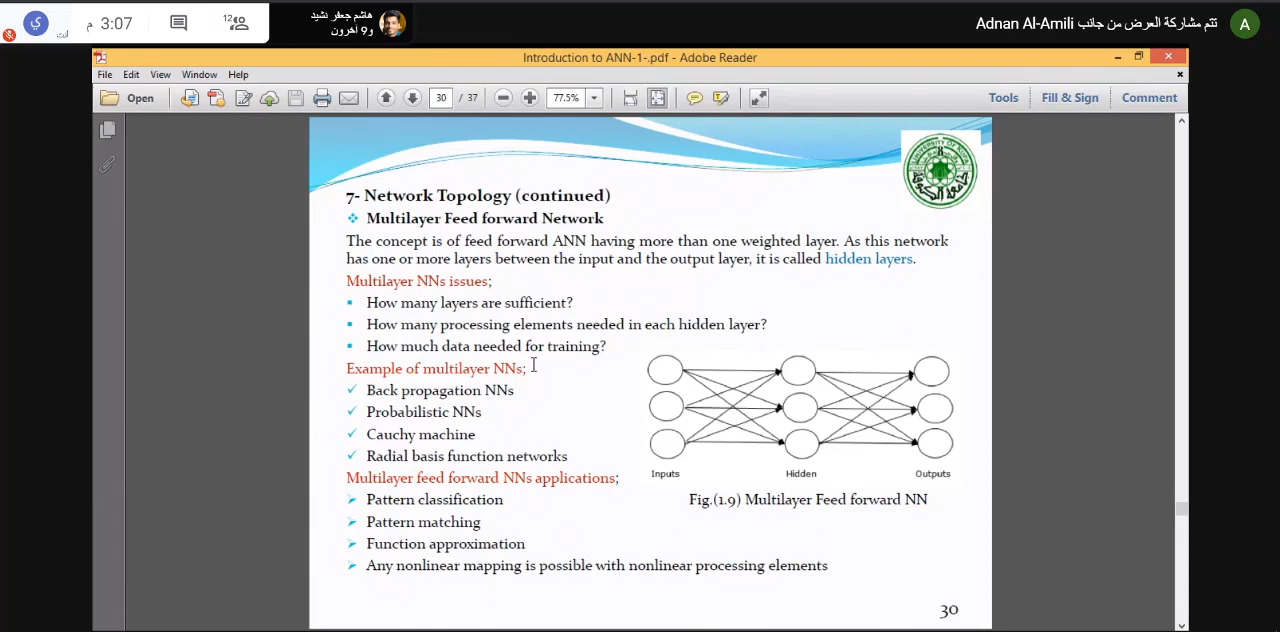 تتم مشاركة العرض من جانب Adnan Al-Amili
A
هاشم جعفر نشيد
و9 آخرون
12
3:07 م
ي
أنت
Introduction to ANN-1-.pdf - Adobe Reader
File Edit View Window Help
Open 30 / 37 77.5% Tools Fill & Sign Comment
7- Network Topology (continued)
Multilayer Feed forward Network
The concept is of feed forward ANN having more than one weighted layer. As this network
has one or more layers between the input and the output layer, it is called hidden layers.
Multilayer NNs issues;
How many layers are sufficient?
How many processing elements needed in each hidden layer?
How much data needed for training?
Example of multilayer NNs;
Back propagation NNs
Probabilistic NNs
Cauchy machine
Radial basis function networks
Multilayer feed forward NNs applications;
Pattern classification
Pattern matching
Function approximation
Any nonlinear mapping is possible with nonlinear processing elements
Inputs Hidden Outputs
Fig.(1.9) Multilayer Feed forward NN
30